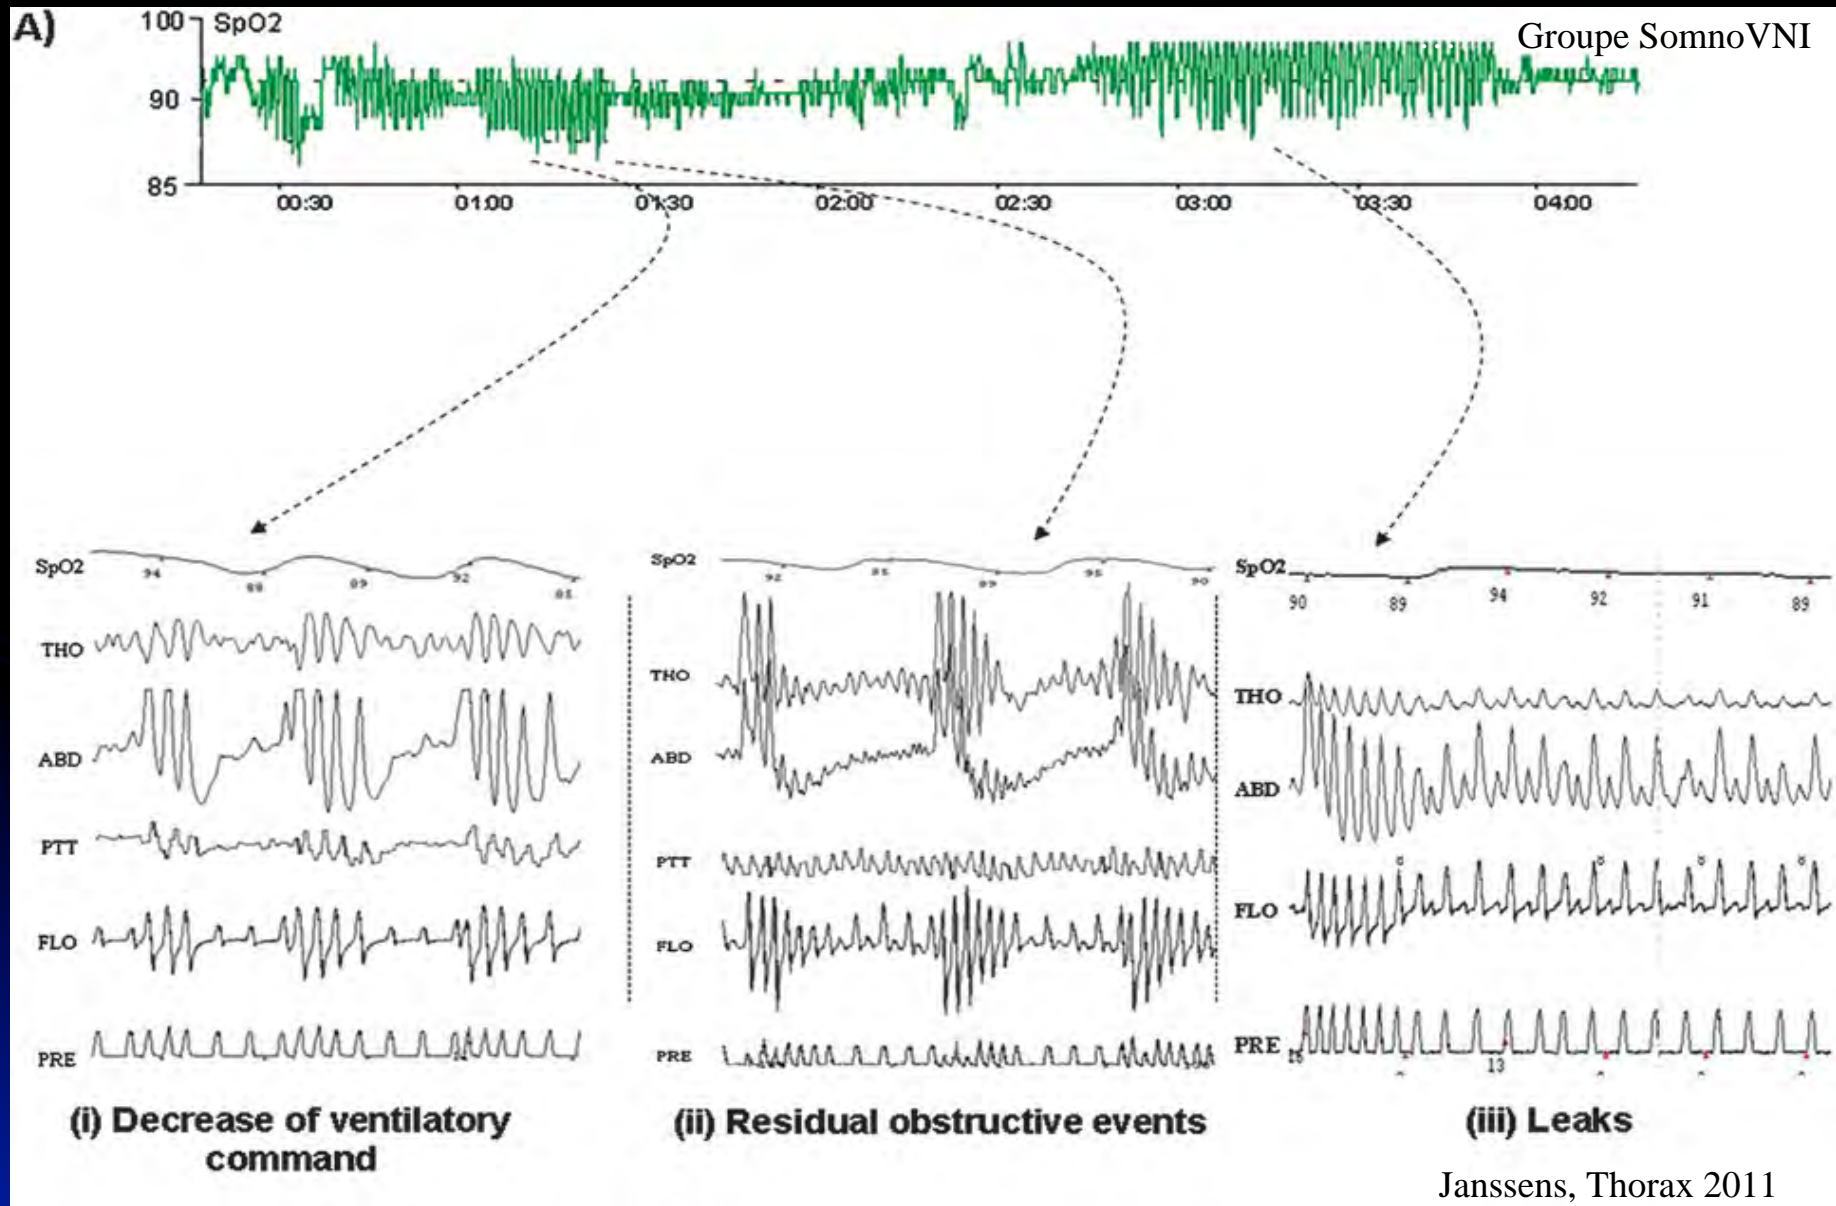 A)
100
SpO2
Groupe SomnoVNI
90
85
00:30 01:00 01:30 02:00 02:30 03:00 03:30 04:00
SpO2
94 89 92
THO
ABD
PTT
FLO
PRE
(i) Decrease of ventilatory
command
SpO2
92 95 90
THO
ABD
PTT
FLO
PRE
(ii) Residual obstructive events
SpO2
90 89 94 92 91 89
THO
ABD
FLO
PRE
13
(iii) Leaks
Janssens, Thorax 2011